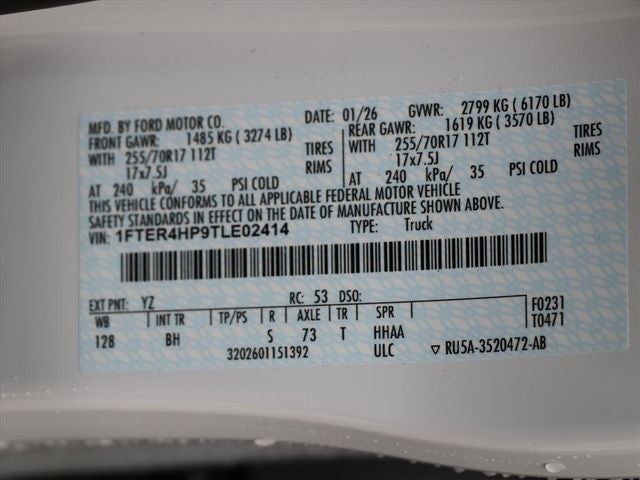 MFD. BY FORD MOTOR CO. DATE: 01/26 GVWR: 2799 KG ( 6170 LB)
FRONT GAWR: 1485 KG ( 3274 LB) REAR GAWR: 1619 KG ( 3570 LB)
WITH 255/70R17 112T TIRES WITH 255/70R17 112T TIRES
17x7.5J RIMS 17x7.5J RIMS
AT 240 kPa/ 35 PSI COLD AT 240 kPa/ 35 PSI COLD
THIS VEHICLE CONFORMS TO ALL APPLICABLE FEDERAL MOTOR VEHICLE
SAFETY STANDARDS IN EFFECT ON THE DATE OF MANUFACTURE SHOWN ABOVE.
VIN: 1FTER4HP9TLE02414 TYPE: Truck
EXT PNT: YZ RC: 53 DSO: F0231
WB INT TR TP/PS R AXLE TR SPR T0471
128 BH S 73 T HHAA
3202601151392 ULC ▽ RU5A-3520472-AB